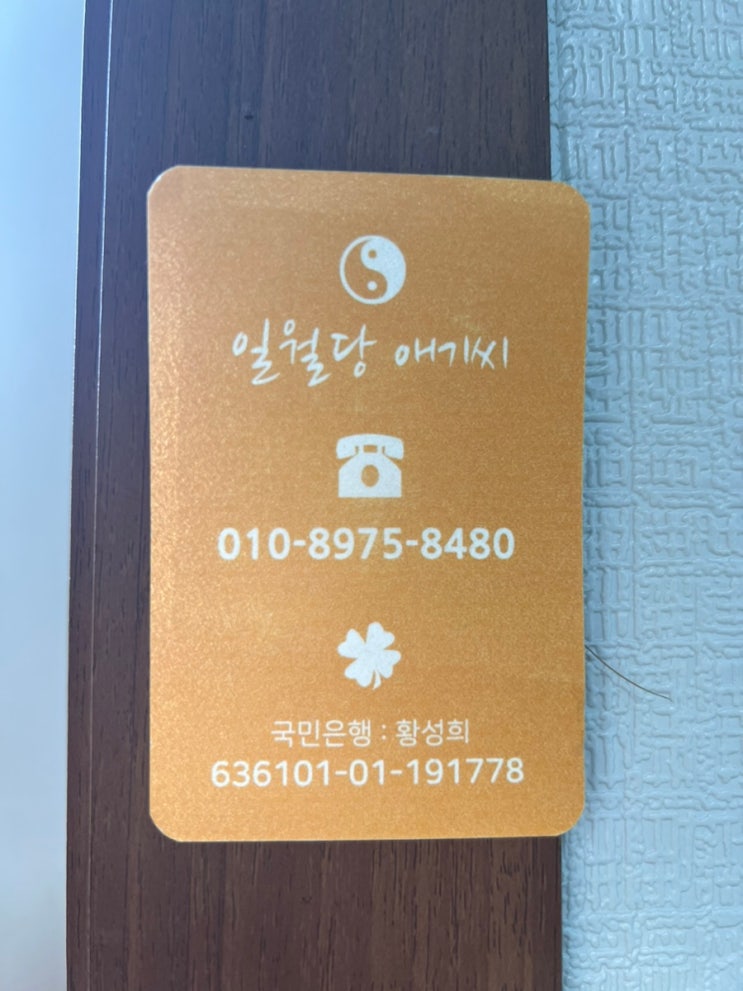 일월당 애기씨
010-8975-8480
국민은행 : 황성희
636101-01-191778